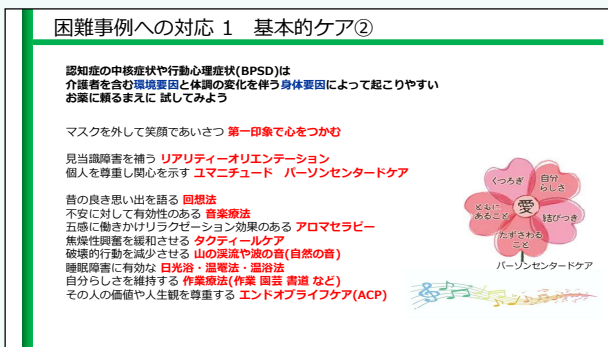 困難事例への対応 1　基本的ケア②
認知症の中核症状や行動心理症状(BPSD)は
介護者を含む環境要因と体調の変化を伴う身体要因によって起こりやすい
お薬に頼るまえに 試してみよう
マスクを外して笑顔であいさつ 第一印象で心をつかむ
見当識障害を補う リアリティーオリエンテーション
個人を尊重し関心を示す ユマニチュード　パーソンセンタードケア
昔の良き思い出を語る 回想法
不安に対して有効性のある 音楽療法
五感に働きかけリラクゼーション効果のある アロマセラピー
焦燥性興奮を緩和させる タクティールケア
破壊的行動を減少させる 山の渓流や波の音(自然の音)
睡眠障害に有効な 日光浴・温罨法・温浴法
自分らしさを維持する 作業療法(作業 園芸 書道 など)
その人の価値や人生観を尊重する エンドオブライフケア(ACP)
くつろぎ
自分
らしさ
ともに
あること
愛
結びつき
たずさわる
こと
パーソンセンタードケア